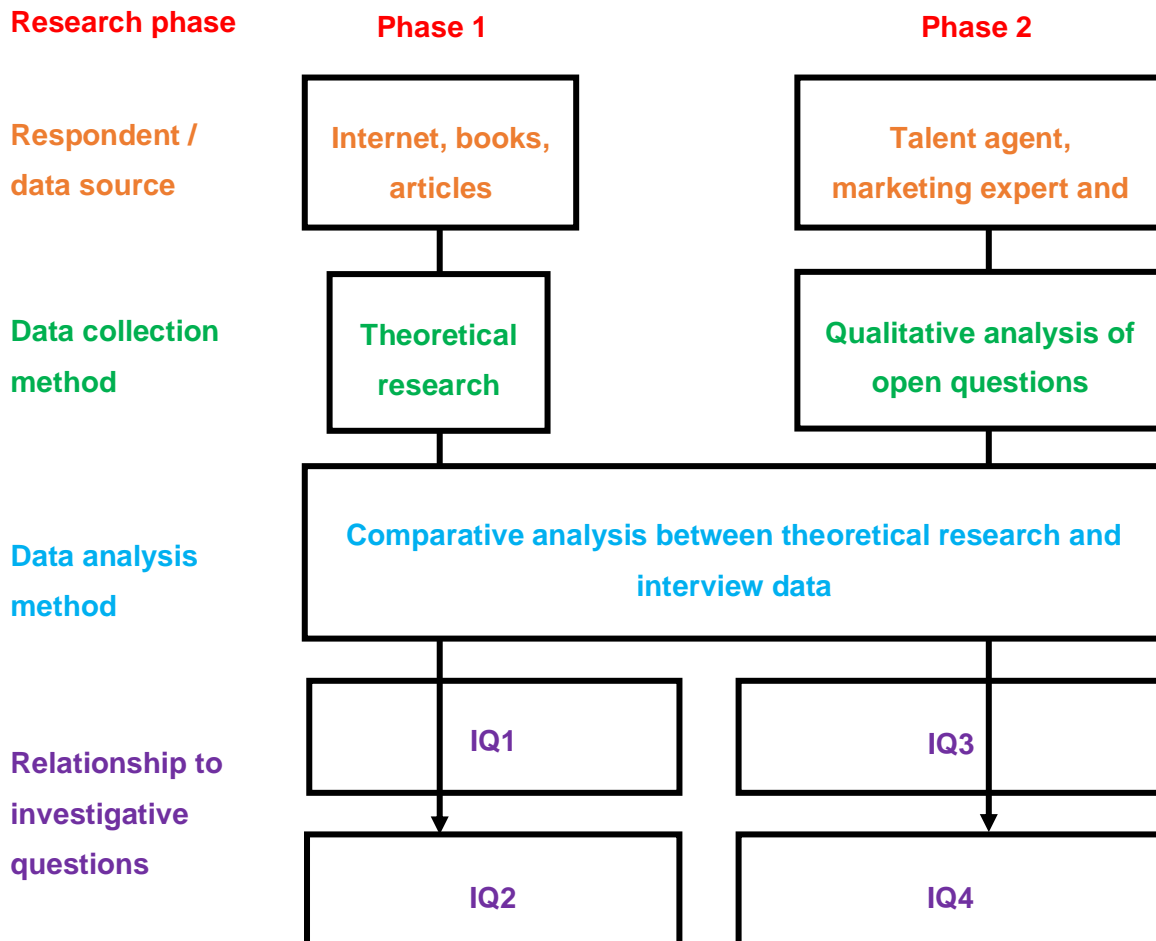 Research phase
Phase 1
Phase 2
Respondent /
data source
Internet, books,
articles
Talent agent,
marketing expert and
Data collection
method
Theoretical
research
Qualitative analysis of
open questions
Data analysis
method
Comparative analysis between theoretical research and
interview data
Relationship to
investigative
questions
IQ1
IQ3
IQ2
IQ4